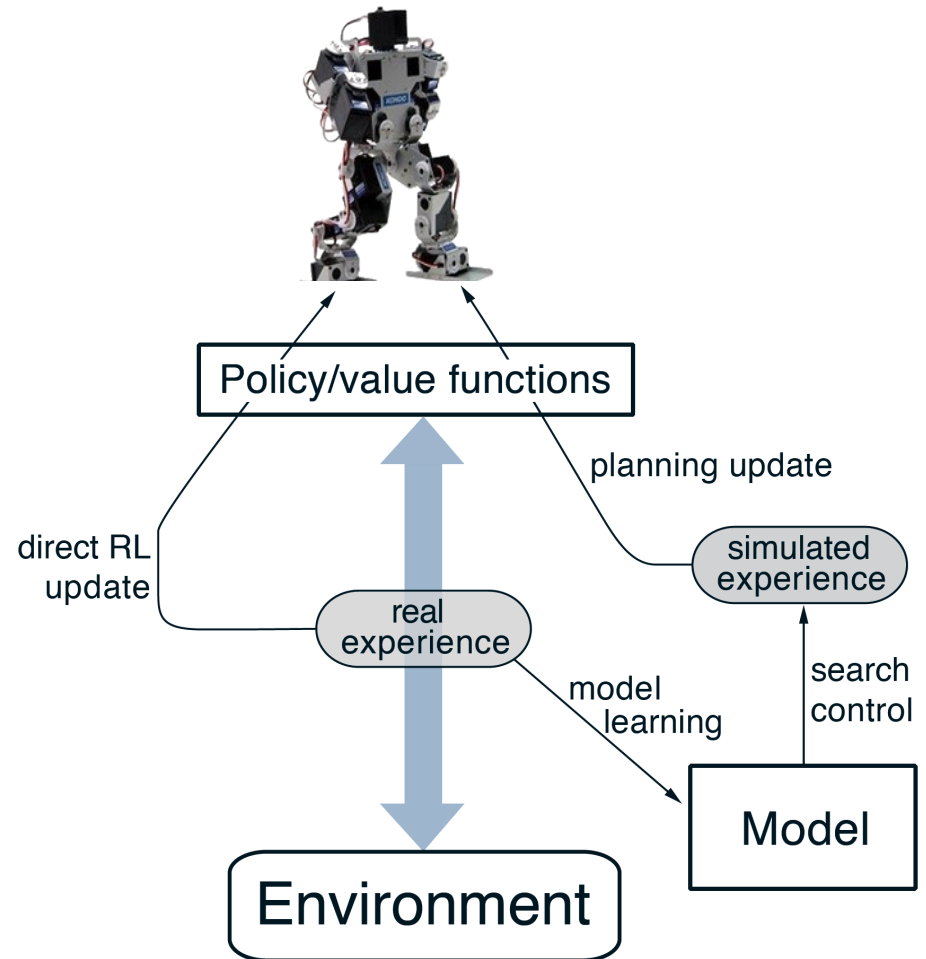 KONDO
Policy/value functions
planning update
direct RL
update
simulated
experience
real
experience
model
learning
search
control
Model
Environment